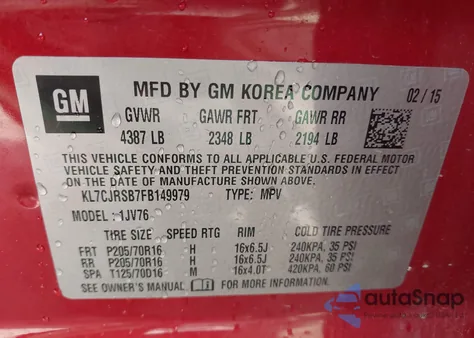 GM
MFD BY GM KOREA COMPANY 02/15
GVWR GAWR FRT GAWR RR
4387 LB 2348 LB 2194 LB
THIS VEHICLE CONFORMS TO ALL APPLICABLE U.S. FEDERAL MOTOR
VEHICLE SAFETY AND THEFT PREVENTION STANDARDS IN EFFECT
ON THE DATE OF MANUFACTURE SHOWN ABOVE.
KL7CJRSB7FB149979 TYPE: MPV
MODEL: 1JV76
TIRE SIZE SPEED RTG RIM COLD TIRE PRESSURE
FRT P205/70R16 H 16x6.5J 240KPA, 35 PSI
RR P205/70R16 H 16x6.5J 240KPA, 35 PSI
SPA T125/70D16 M 16x4.0T 420KPA, 60 PSI
SEE OWNER'S MANUAL FOR MORE INFORMATION.
autoSnap